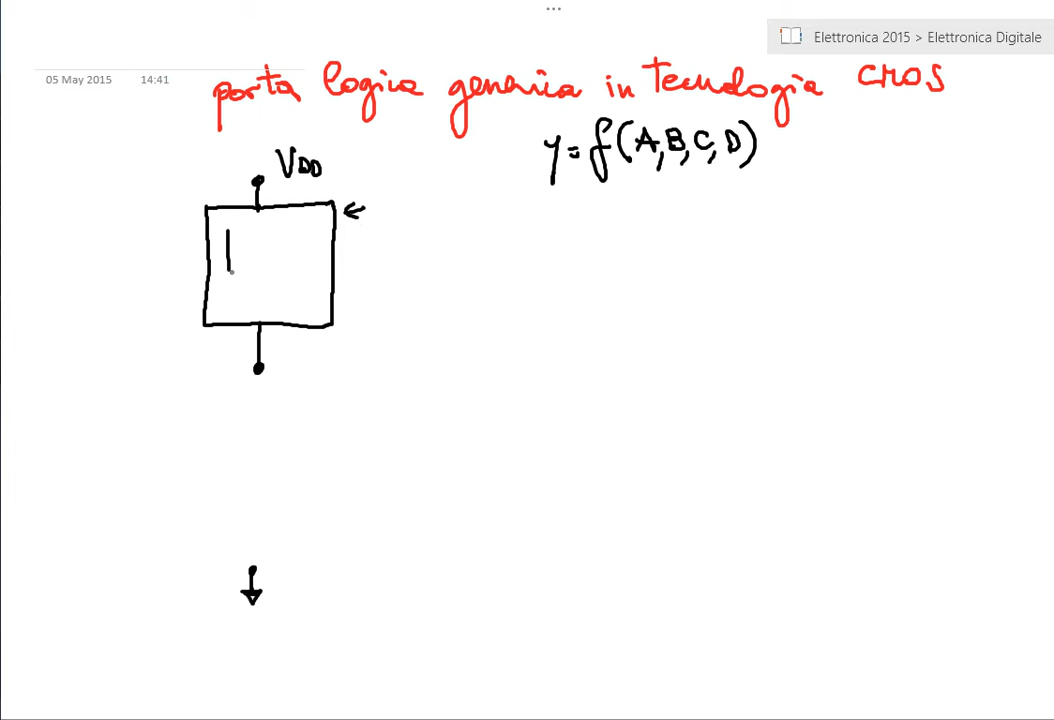 ...
Elettronica 2015 > Elettronica Digitale
05 May 2015 14:41
porta logica generica in tecnologia CMOS
y=f(A,B,C,D)
VDD